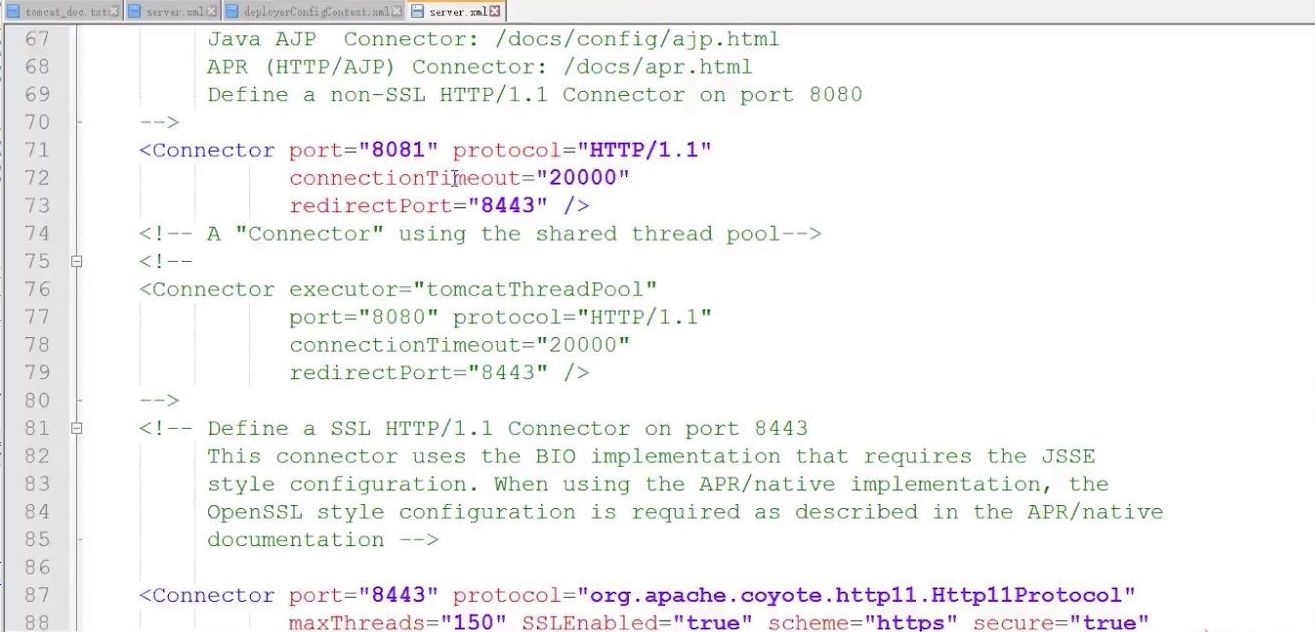 tomcat_doc.txt server.xml deployerConfigContext.xml server.xml
67 Java AJP  Connector: /docs/config/ajp.html
68 APR (HTTP/AJP) Connector: /docs/apr.html
69 Define a non-SSL HTTP/1.1 Connector on port 8080
70 -->
71 <Connector port="8081" protocol="HTTP/1.1"
72 connectionTimeout="20000"
73 redirectPort="8443" />
74 <!-- A "Connector" using the shared thread pool-->
75 <!--
76 <Connector executor="tomcatThreadPool"
77 port="8080" protocol="HTTP/1.1"
78 connectionTimeout="20000"
79 redirectPort="8443" />
80 -->
81 <!-- Define a SSL HTTP/1.1 Connector on port 8443
82 This connector uses the BIO implementation that requires the JSSE
83 style configuration. When using the APR/native implementation, the
84 OpenSSL style configuration is required as described in the APR/native
85 documentation -->
86
87 <Connector port="8443" protocol="org.apache.coyote.http11.Http11Protocol"
88 maxThreads="150" SSLEnabled="true" scheme="https" secure="true"